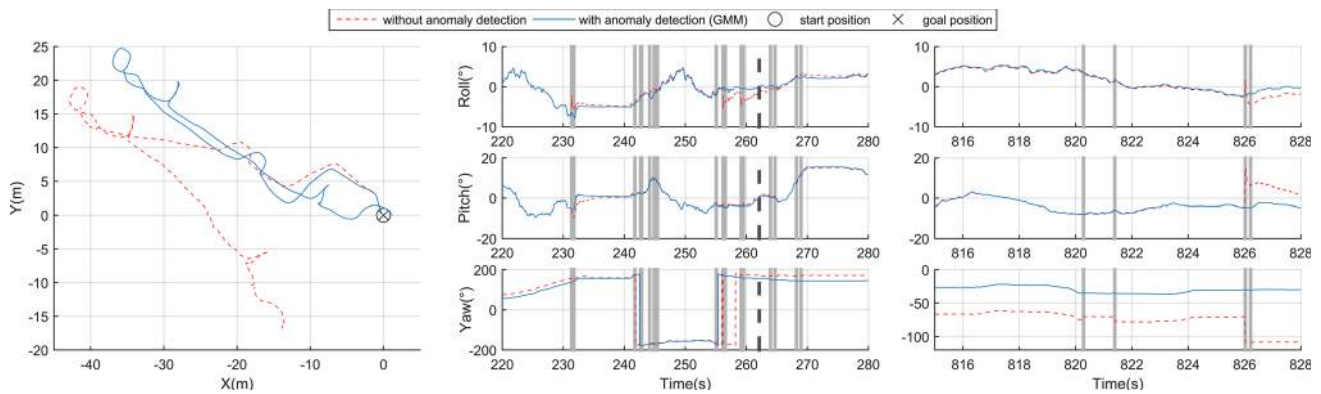 without anomaly detection with anomaly detection (GMM) start position goal position
25
20
15
10
5
0
-5
-10
-15
-20
Y(m)
-40 -30 -20 -10 0
X(m)
10
0
-10
Roll(°)
220 230 240 250 260 270 280
20
0
-20
Pitch(°)
220 230 240 250 260 270 280
200
0
-200
Yaw(°)
220 230 240 250 260 270 280
Time(s)
10
0
-10
816 818 820 822 824 826 828
20
0
-20
816 818 820 822 824 826 828
0
-50
-100
816 818 820 822 824 826 828
Time(s)